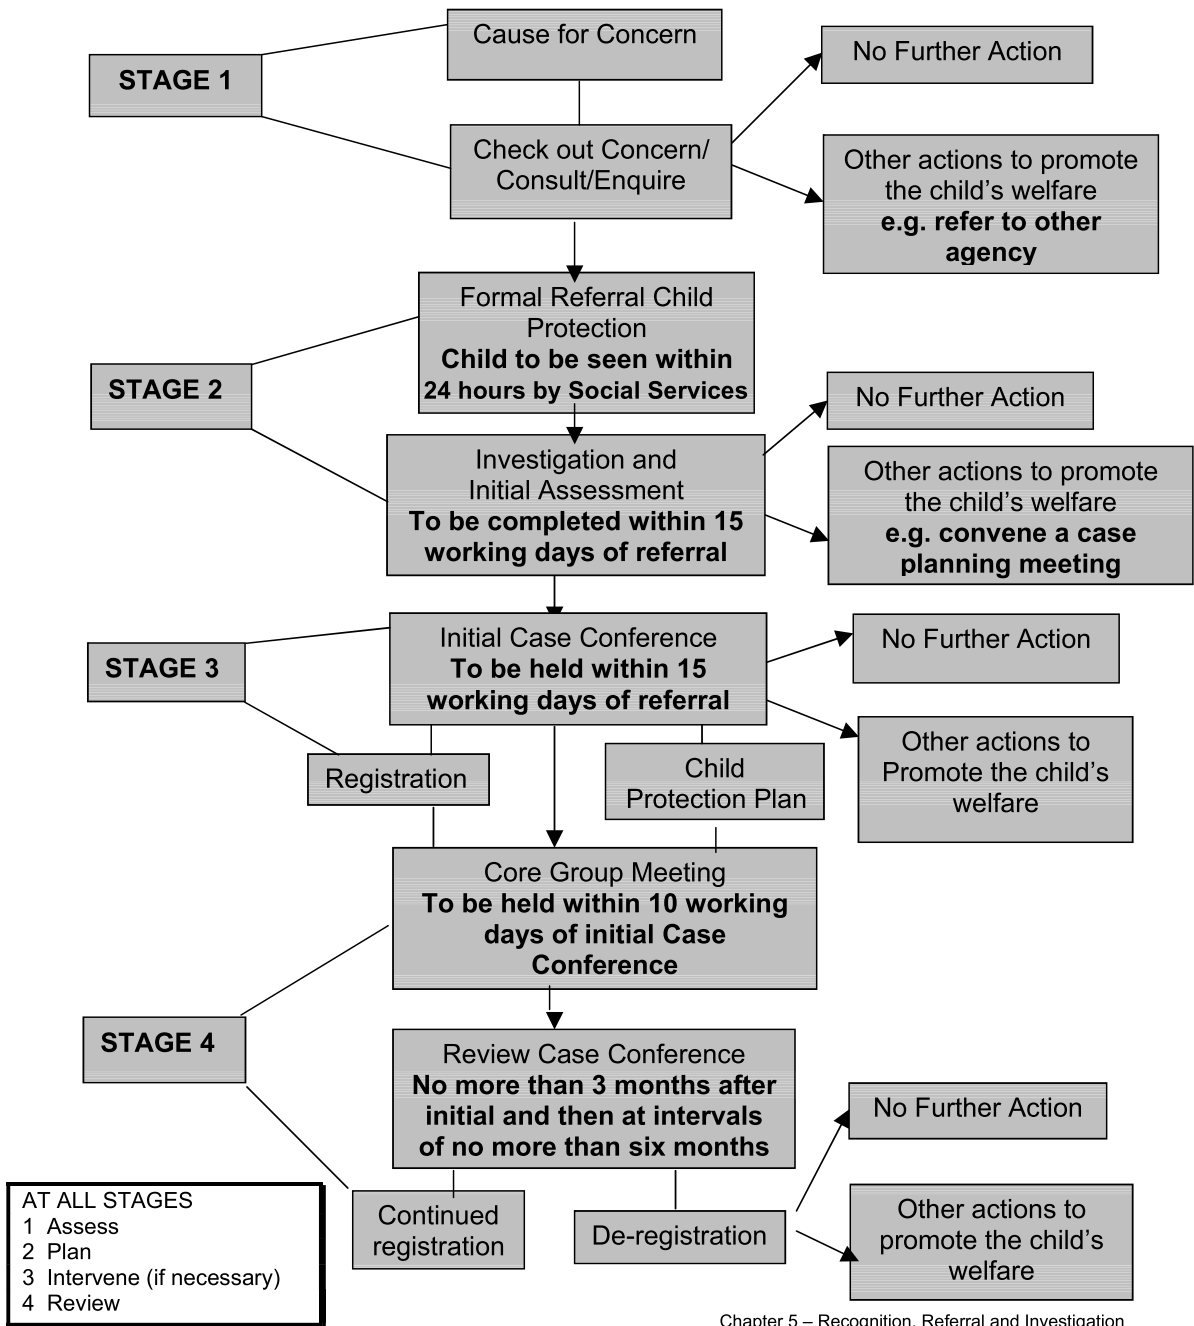 Cause for Concern
No Further Action
STAGE 1
Check out Concern/
Consult/Enquire
Other actions to promote
the child’s welfare
e.g. refer to other
agency
Formal Referral Child
Protection
Child to be seen within
24 hours by Social Services
STAGE 2
No Further Action
Investigation and
Initial Assessment
To be completed within 15
working days of referral
Other actions to promote
the child’s welfare
e.g. convene a case
planning meeting
Initial Case Conference
To be held within 15
working days of referral
No Further Action
STAGE 3
Registration
Child
Protection Plan
Other actions to
Promote the child’s
welfare
Core Group Meeting
To be held within 10 working
days of initial Case
Conference
STAGE 4
Review Case Conference
No more than 3 months after
initial and then at intervals
of no more than six months
No Further Action
Continued
registration
De-registration
Other actions to
promote the child’s
welfare
AT ALL STAGES
1 Assess
2 Plan
3 Intervene (if necessary)
4 Review
Chapter 5 – Recognition, Referral and Investigation